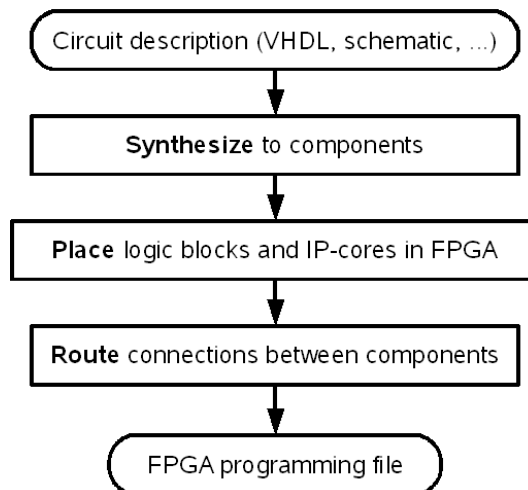 Circuit description (VHDL, schematic, ...)
Synthesize to components
Place logic blocks and IP-cores in FPGA
Route connections between components
FPGA programming file